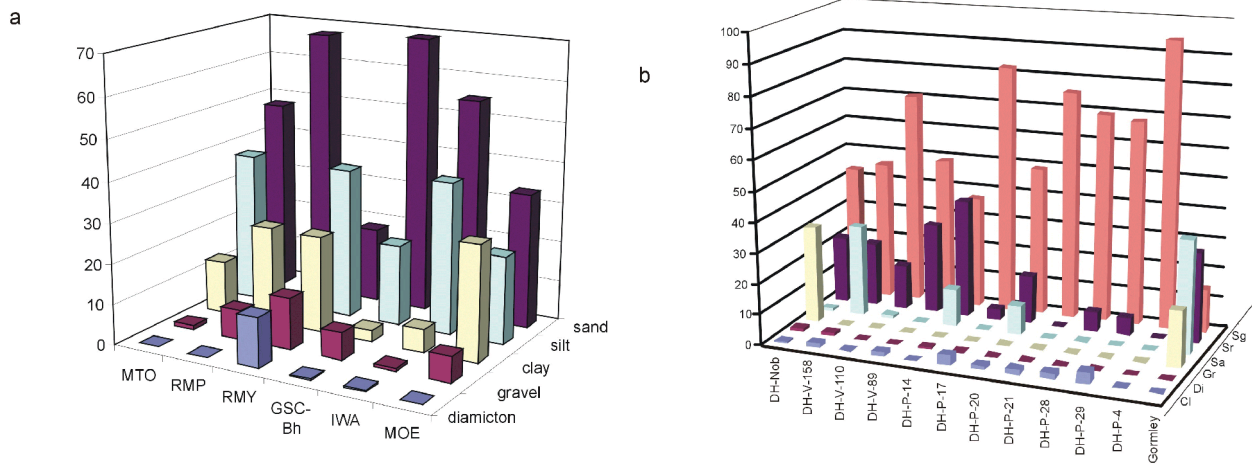 a
70
60
50
40
30
20
10
0
MTO
RMP
RMY
GSC-
Bh
IWA
MOE
diamicton
gravel
clay
silt
sand
b
100
90
80
70
60
50
40
30
20
10
0
DH-Nob
DH-V-158
DH-V-110
DH-V-89
DH-P-14
DH-P-17
DH-P-20
DH-P-21
DH-P-28
DH-P-29
DH-P-4
Gormley
Cl
Di
Gr
Sa
Sr
Sg